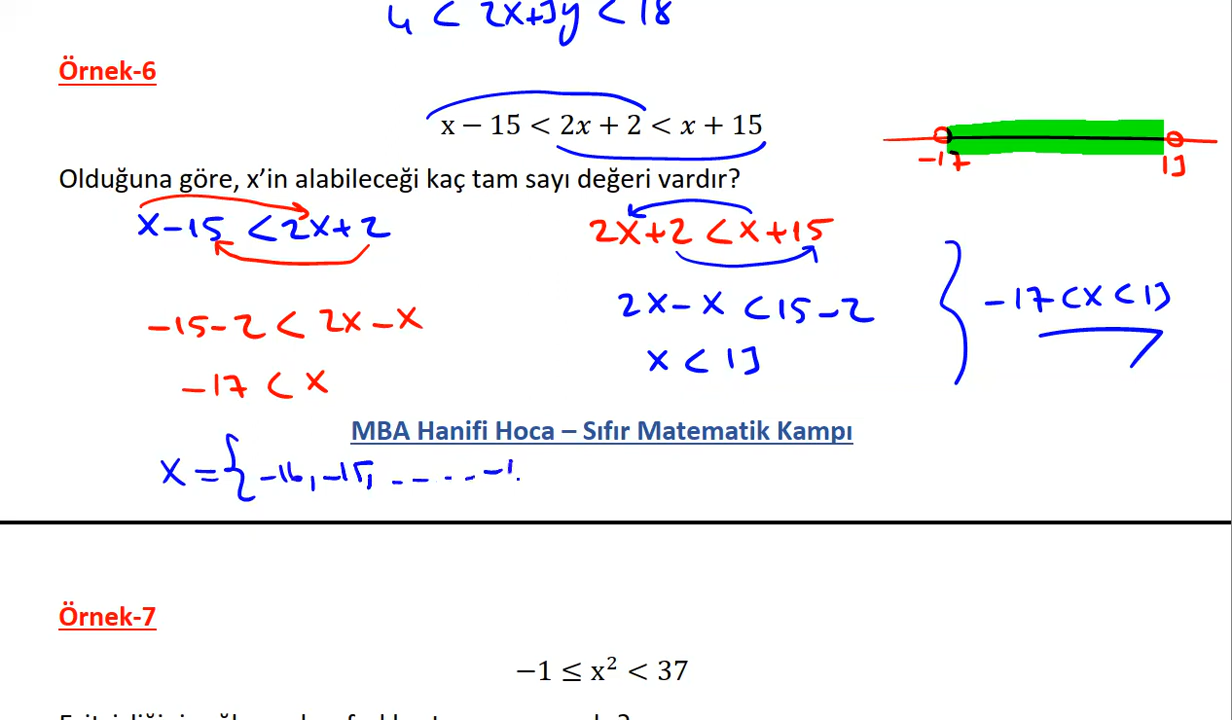 4 < 2x+3y < 18
Örnek-6
x − 15 < 2x + 2 < x + 15
-17 13
Olduğuna göre, x’in alabileceği kaç tam sayı değeri vardır?
x-15 < 2x+2
2x+2 < x+15
-15-2 < 2x-x
2x-x < 15-2
-17 < x < 13
-17 < x
x < 13
MBA Hanifi Hoca – Sıfır Matematik Kampı
x = { -16, -15, ...... -1,
Örnek-7
−1 ≤ x² < 37